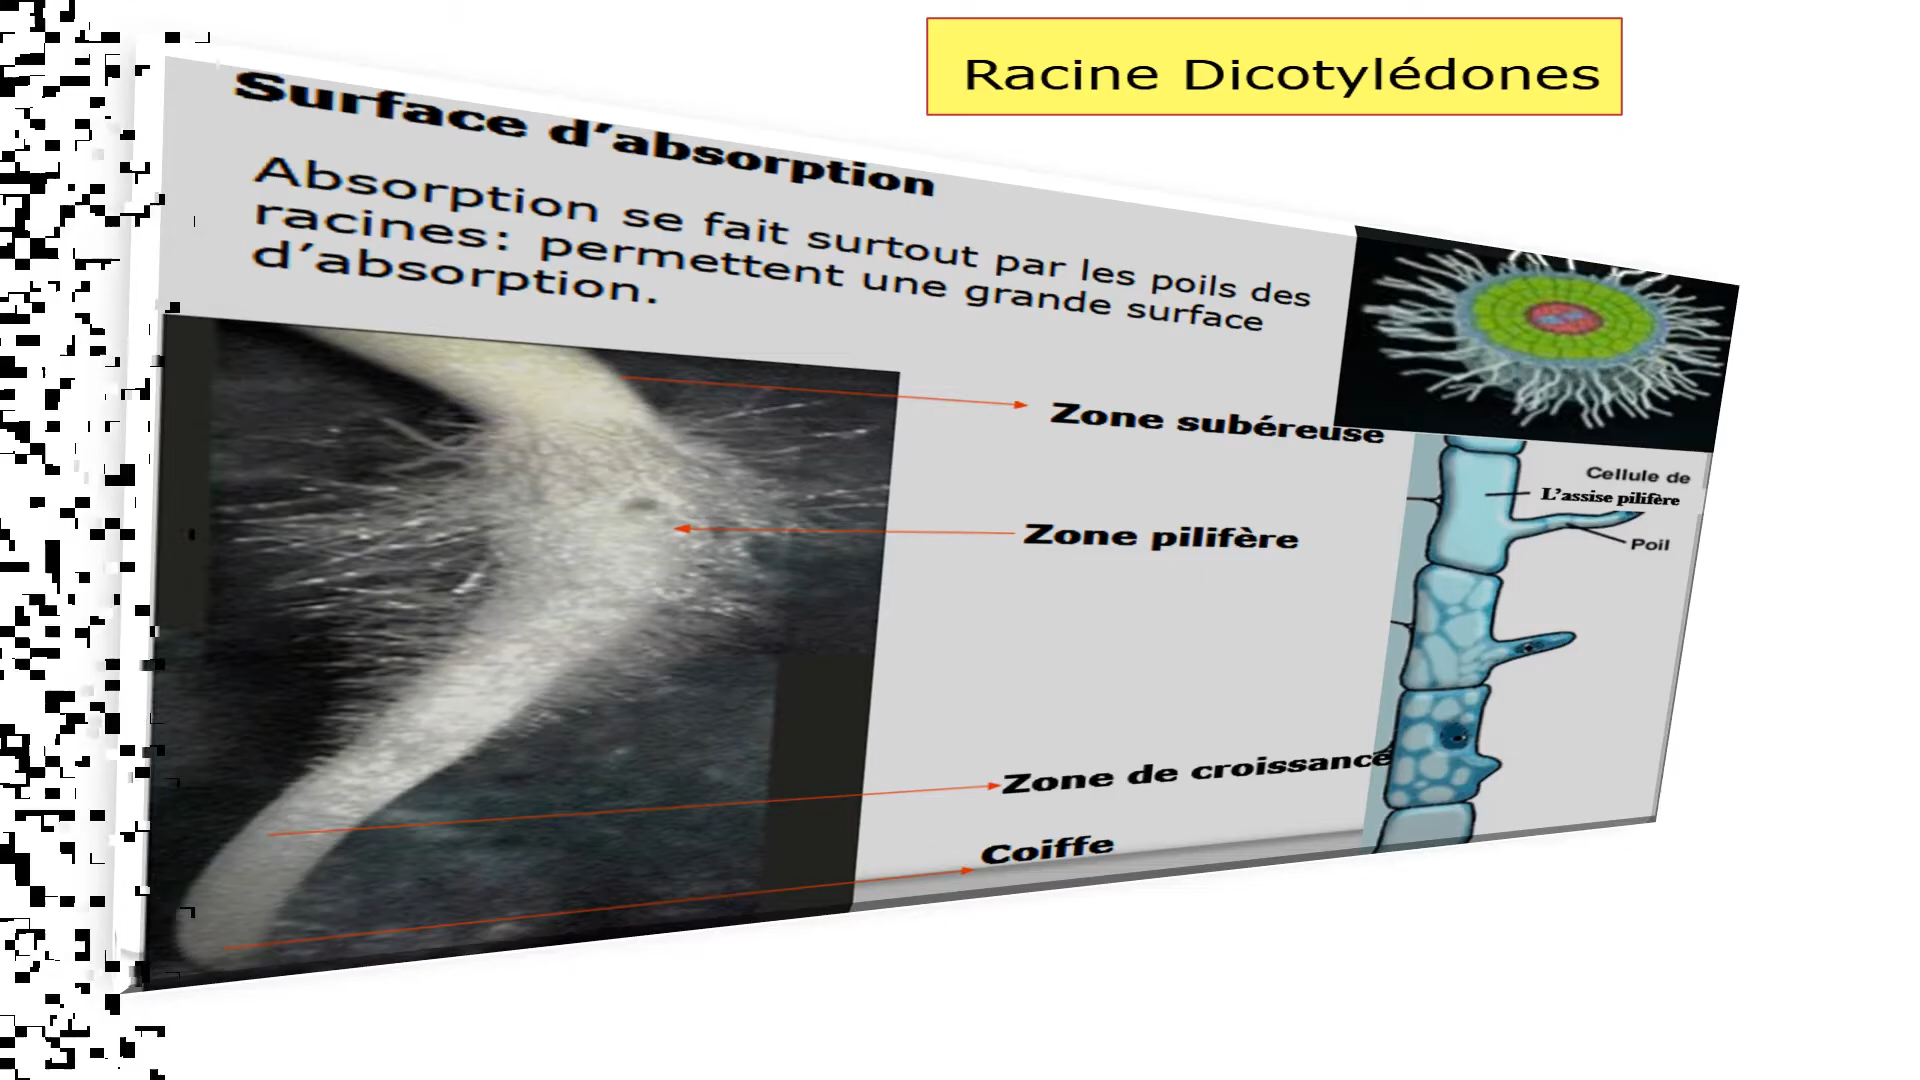 Racine Dicotylédones
Surface d’absorption
Absorption se fait surtout par les poils des
racines: permettent une grande surface
d’absorption.
Zone subéreuse
Cellule de
L’assise pilifère
Poil
Zone pilifère
Zone de croissance
Coiffe